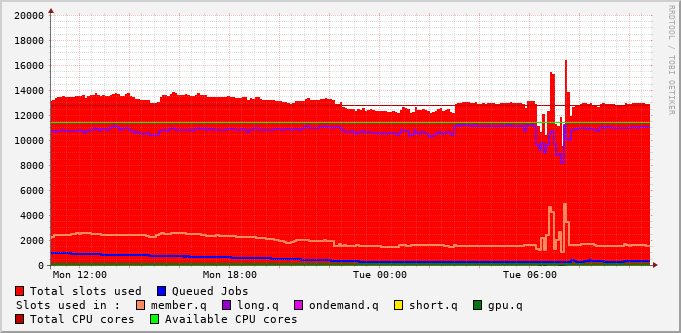 20000
18000
16000
14000
12000
10000
8000
6000
4000
2000
0
Mon 12:00 Mon 18:00 Tue 00:00 Tue 06:00
RRDTOOL / TOBI OETIKER
Total slots used Queued Jobs
Slots used in : member.q long.q ondemand.q short.q gpu.q
Total CPU cores Available CPU cores